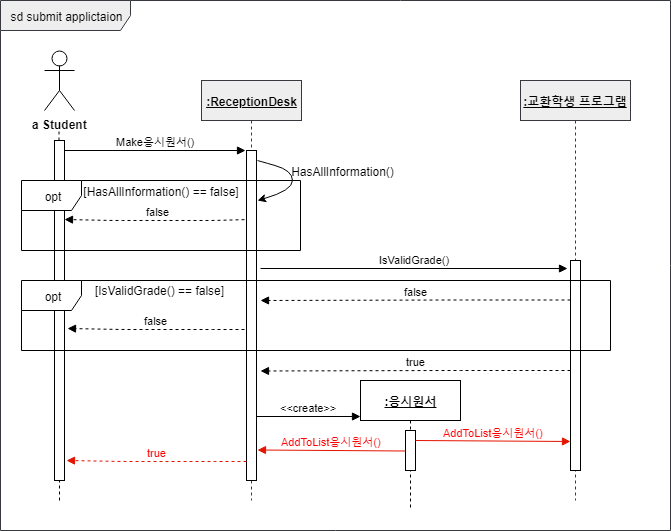 sd submit applictaion
a Student
:ReceptionDesk
:교환학생 프로그램
Make응시원서()
HasAllInformation()
opt
[HasAllInformation() == false]
false
IsValidGrade()
opt
[IsValidGrade() == false]
false
false
true
<<create>>
:응시원서
AddToList응시원서()
AddToList응시원서()
true